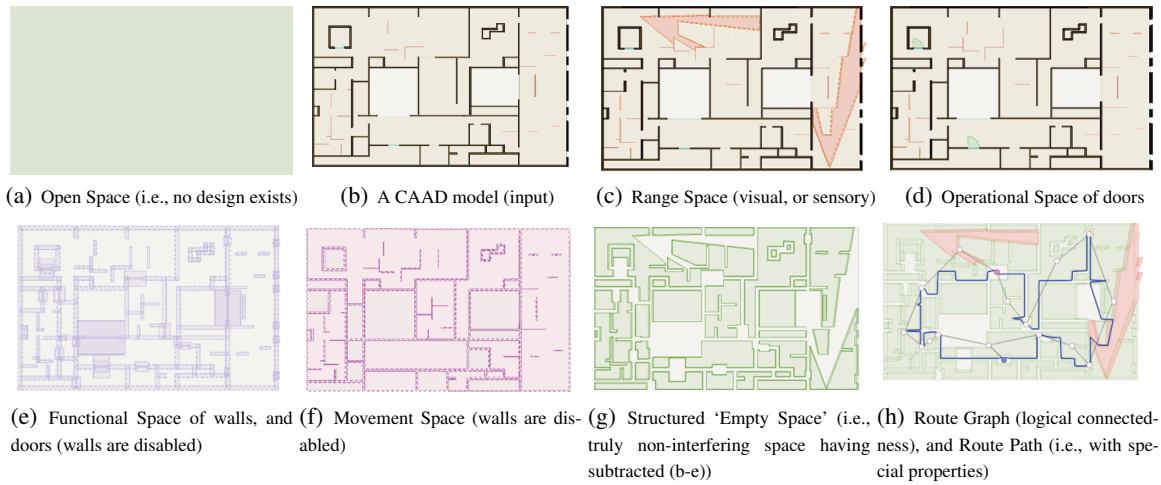 (a) Open Space (i.e., no design exists)
(b) A CAAD model (input)
(c) Range Space (visual, or sensory)
(d) Operational Space of doors
(e) Functional Space of walls, and
doors (walls are disabled)
(f) Movement Space (walls are dis-
abled)
(g) Structured ‘Empty Space’ (i.e.,
truly non-interfering space having
subtracted (b-e))
(h) Route Graph (logical connected-
ness), and Route Path (i.e., with spe-
cial properties)